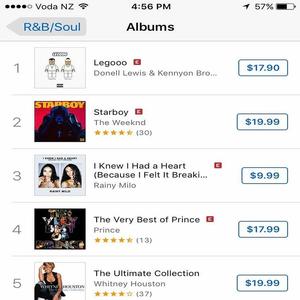 Voda NZ 4:56 PM 57%
R&B/Soul Albums
1
LEGOOO
Legooo E
Donell Lewis & Kennyon Bro...
$17.90
2
STARBOY
Starboy E
The Weeknd
(30)
$19.99
3
I KNEW I HAD A HEART
RAINY MILO
I Knew I Had a Heart E
(Because I Felt It Breaki...
Rainy Milo
$9.99
4
The Very Best of Prince E
Prince
(13)
$17.99
5
WHITNEY HOUSTON
The Ultimate Collection
Whitney Houston
(37)
$19.99